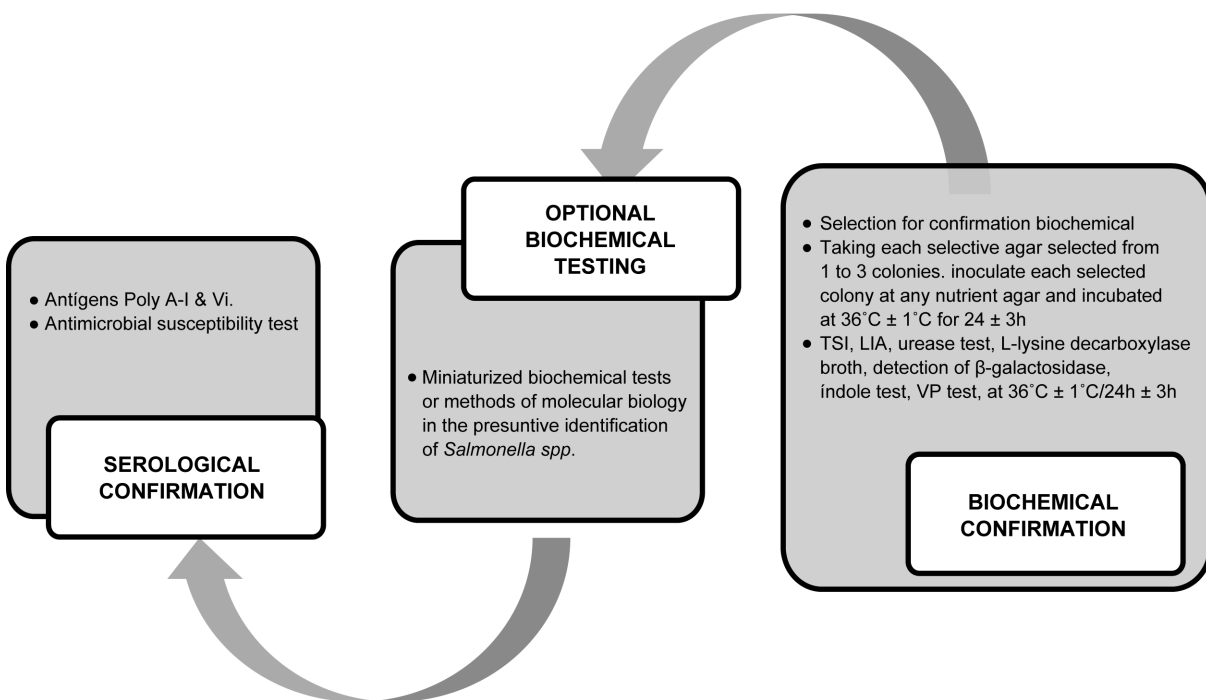 ● Antígens Poly A-I & Vi.
● Antimicrobial susceptibility test
SEROLOGICAL
CONFIRMATION
OPTIONAL
BIOCHEMICAL
TESTING
● Miniaturized biochemical tests
or methods of molecular biology
in the presuntive identification
of Salmonella spp.
● Selection for confirmation biochemical
● Taking each selective agar selected from
1 to 3 colonies. inoculate each selected
colony at any nutrient agar and incubated
at 36°C ± 1°C for 24 ± 3h
● TSI, LIA, urease test, L-lysine decarboxylase
broth, detection of β-galactosidase,
índole test, VP test, at 36°C ± 1°C/24h ± 3h
BIOCHEMICAL
CONFIRMATION